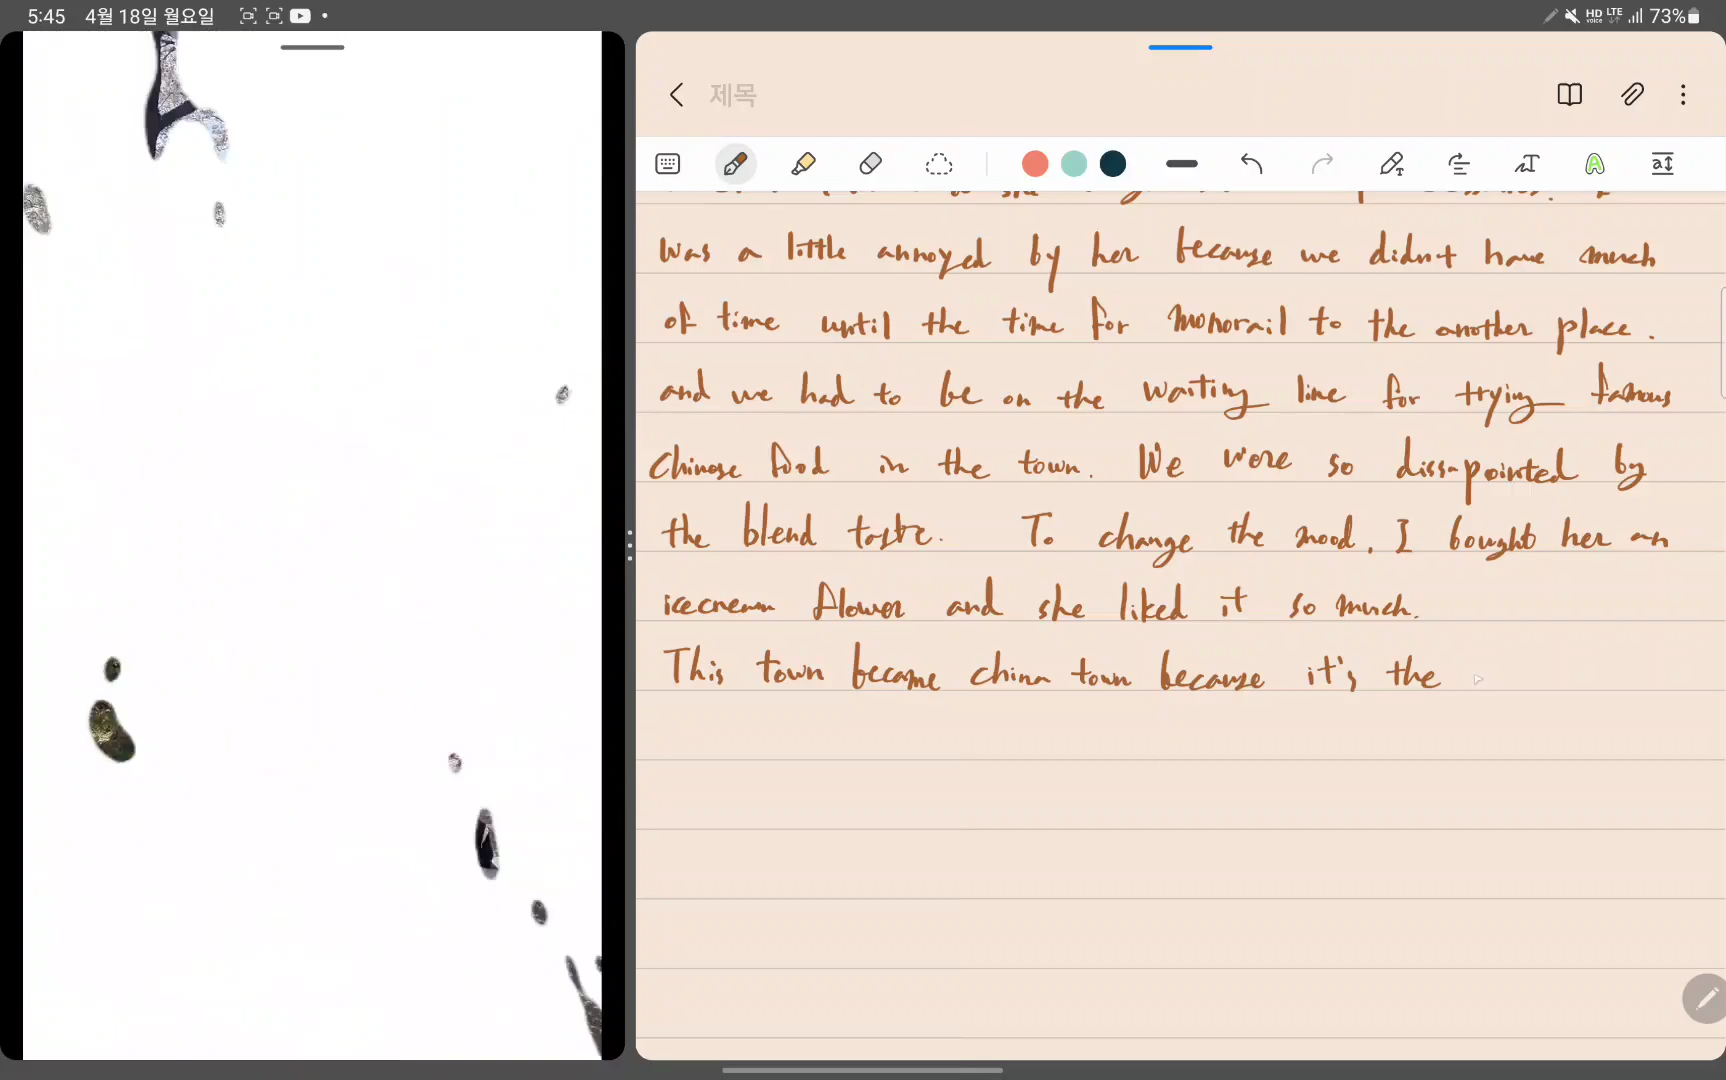 5:45 4월 18일 월요일
HD voice LTE 73%
제목
was a little annoyed by her because we didn't have much
of time until the time for monorail to the another place.
and we had to be on the waiting line for trying famous
Chinese food in the town. We were so dissapointed by
the blend taste. To change the mood, I bought her an
icecream flower and she liked it so much.
This town became china town because it's the